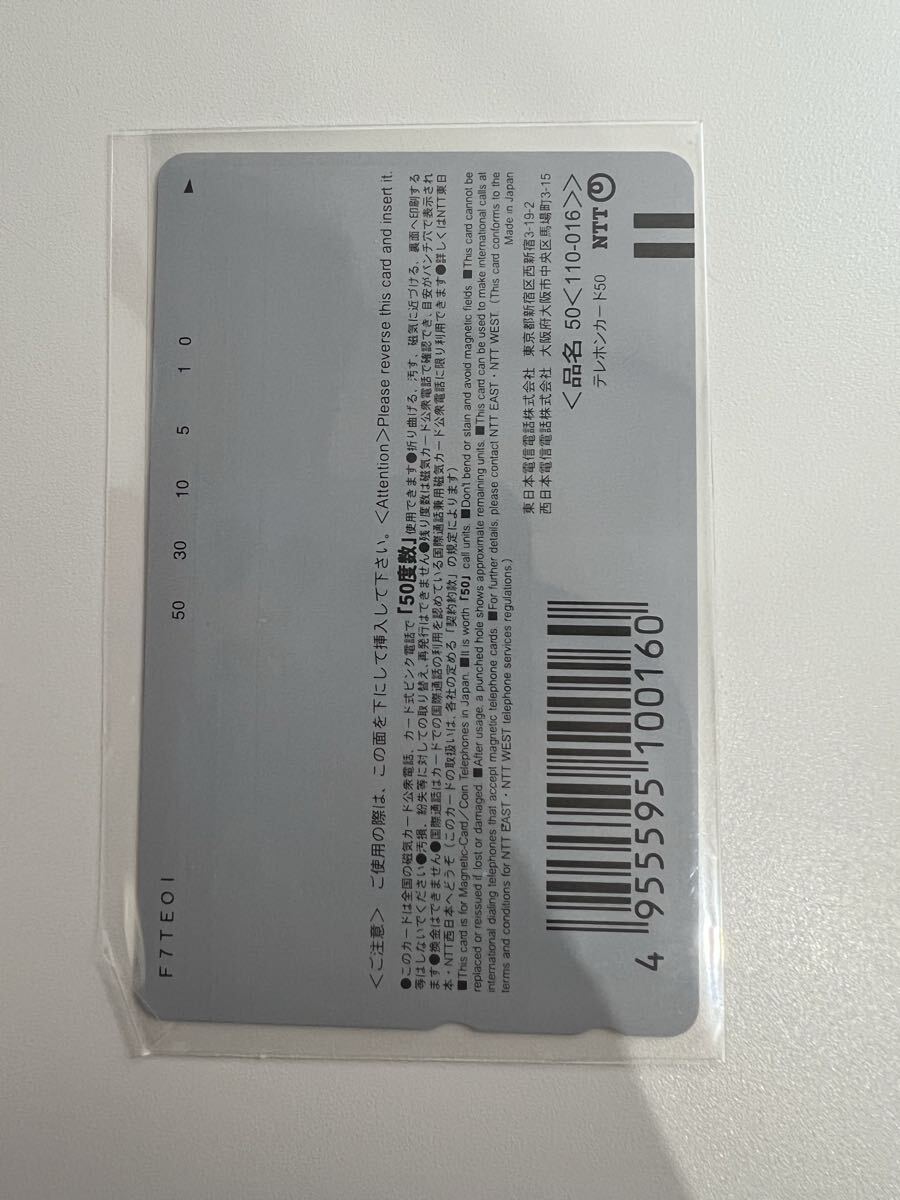 F7TE01
50 30 10 5 1 0
<ご注意> ご使用の際は、この面を下にして挿入して下さい。<Attention>Please reverse this card and insert it.
●このカードは全国の磁気カード公衆電話、カード式ピンク電話で「50度数」使用できます●折り曲げる、汚す、磁気に近づける、裏面へ印刷する
等はしないでください●汚損、紛失等に対しての取り替え、再発行はできません●残り度数は磁気カード公衆電話で確認でき、目安がパンチ穴で表示され
ます●換金はできません●国際通話はカードでの国際通話の利用を認めている国際通話兼用磁気カード公衆電話に限り利用できます●詳しくはNTT東日
本・NTT西日本へどうぞ(このカードの取扱いは、各社の定める「契約約款」の規定によります)
■This card is for Magnetic-Card/Coin Telephones in Japan. ■It is worth「50」call units. ■Don't bend or stain and avoid magnetic fields. ■This card cannot be
replaced or reissued if lost or damaged. ■After usage, a punched hole shows approximate remaining units. ■This card can be used to make international calls at
international dialing telephones that accept magnetic telephone cards. ■For further details, please contact NTT EAST・NTT WEST. (This card conforms to the
terms and conditions for NTT EAST・NTT WEST telephone services regulations.)
Made in Japan
東日本電信電話株式会社 東京都新宿区西新宿3-19-2
西日本電信電話株式会社 大阪府大阪市中央区馬場町3-15
<品名 50<110-016>>
テレホンカード50
NTT
4 955595 100160